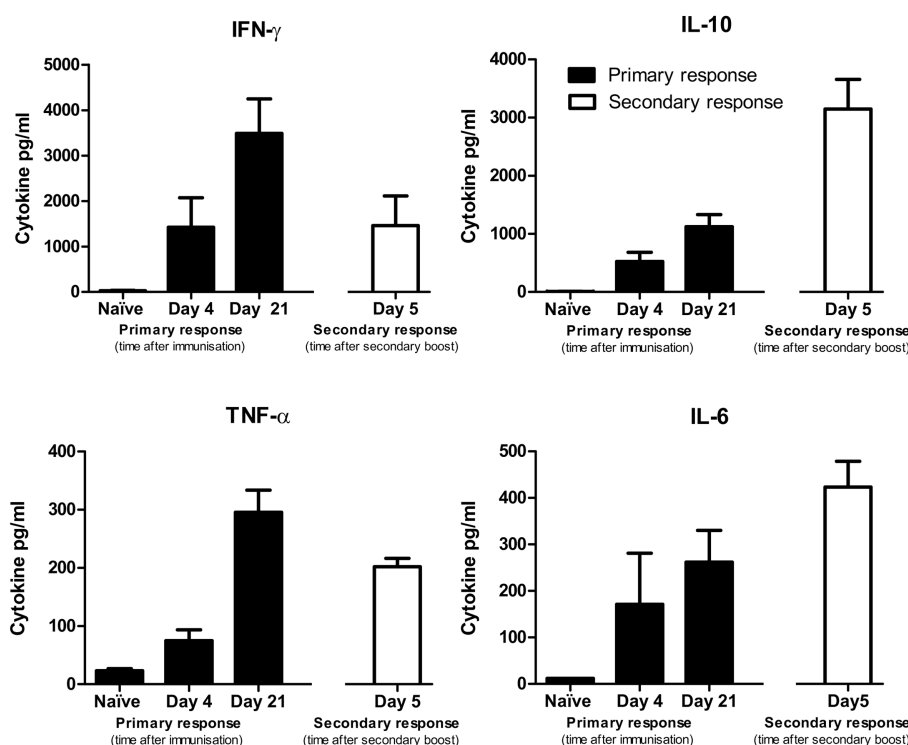 IFN-γ
Cytokine pg/ml
5000
4000
3000
2000
1000
0
Naïve Day 4 Day 21 Day 5
Primary response Secondary response
(time after immunisation) (time after secondary boost)
IL-10
Cytokine pg/ml
4000
3000
2000
1000
0
Primary response
Secondary response
Naïve Day 4 Day 21 Day 5
Primary response Secondary response
(time after immunisation) (time after secondary boost)
TNF-α
Cytokine pg/ml
400
300
200
100
0
Naïve Day 4 Day 21 Day 5
Primary response Secondary response
(time after immunisation) (time after secondary boost)
IL-6
Cytokine pg/ml
500
400
300
200
100
0
Naïve Day 4 Day 21 Day5
Primary response Secondary response
(time after immunisation) (time after secondary boost)